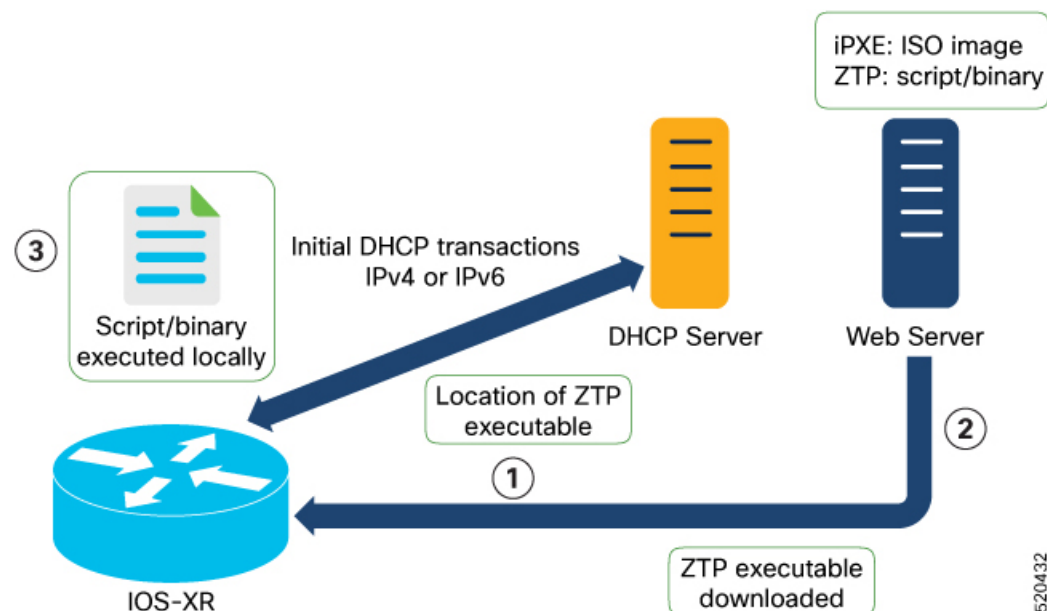 iPXE: ISO image
ZTP: script/binary
3
Script/binary
executed locally
Initial DHCP transactions
IPv4 or IPv6
DHCP Server
Web Server
Location of ZTP
executable
1
2
ZTP executable
downloaded
IOS-XR
520432